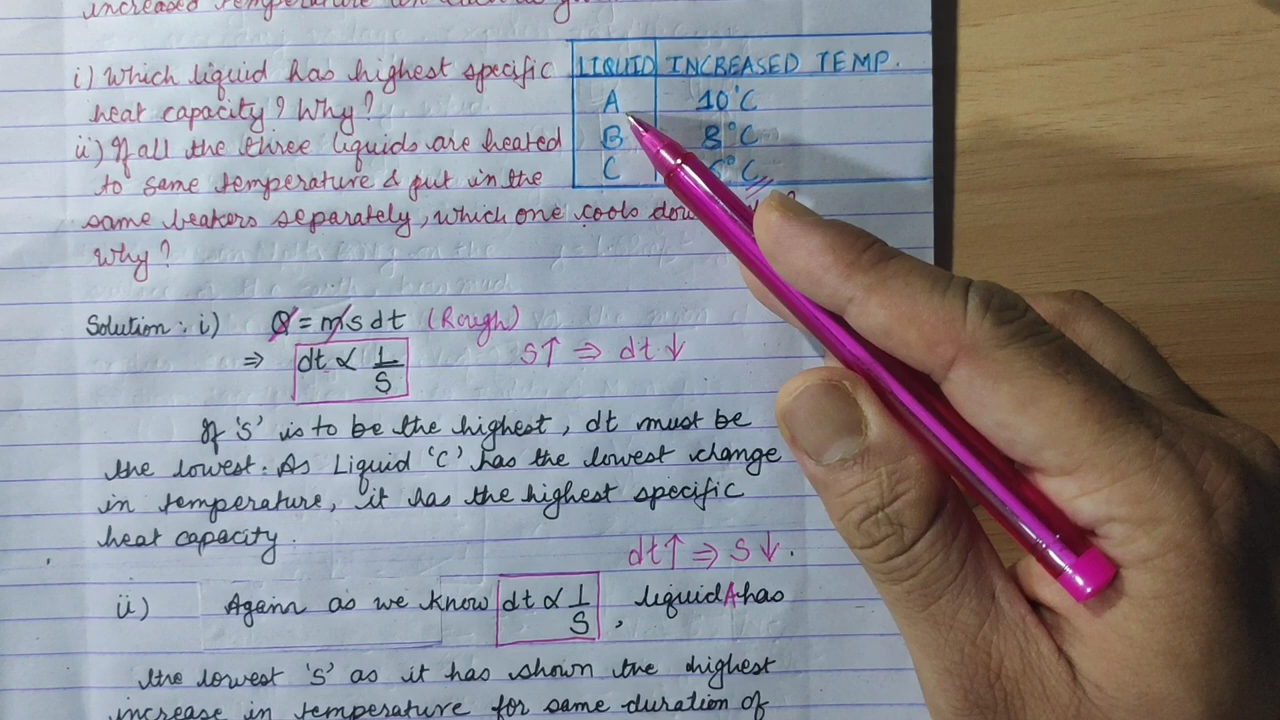 increased temperature
i) Which liquid has highest specific
heat capacity? Why?
ii) If all the three liquids are heated
to same temperature & put in the
same beakers separately, which one cools
Why?
LIQUID INCREASED TEMP.
A 10°C
B 8°C
C °C
Solution: i) Q = msdt (Rough)
⇒ dt ∝ 1/S S↑ ⇒ dt↓
If 's' is to be the highest, dt must be
the lowest. As Liquid 'C' has the lowest change
in temperature, it has the highest specific
heat capacity.
dt↑ ⇒ S↓.
ii) Again as we know dt ∝ 1/S, liquid A has
the lowest 's' as it has shown the highest
increase in temperature for same duration of